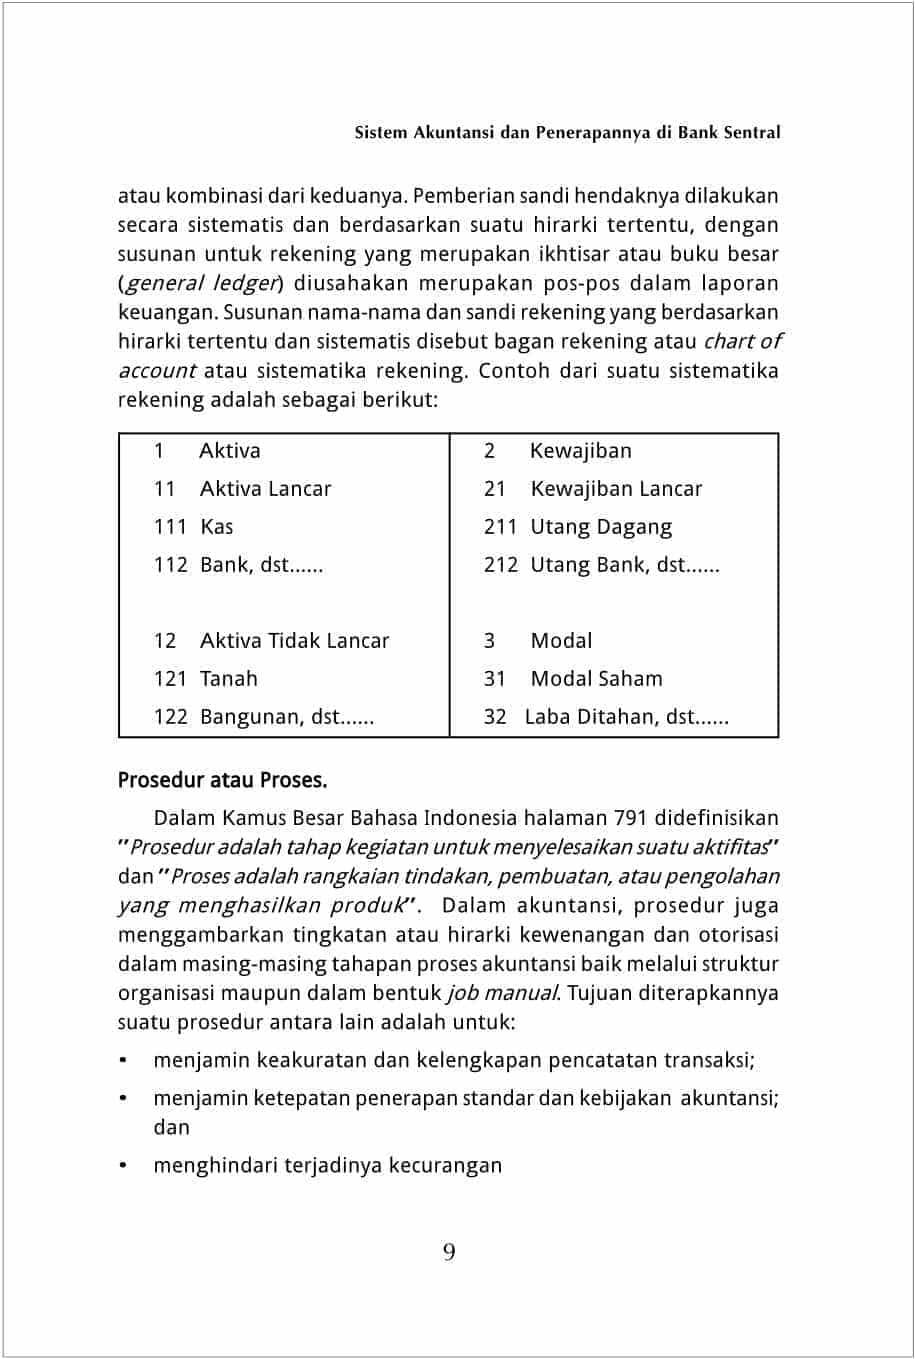 Sistem Akuntansi dan Penerapannya di Bank Sentral
atau kombinasi dari keduanya. Pemberian sandi hendaknya dilakukan
secara sistematis dan berdasarkan suatu hirarki tertentu, dengan
susunan untuk rekening yang merupakan ikhtisar atau buku besar
(general ledger) diusahakan merupakan pos-pos dalam laporan
keuangan. Susunan nama-nama dan sandi rekening yang berdasarkan
hirarki tertentu dan sistematis disebut bagan rekening atau chart of
account atau sistematika rekening. Contoh dari suatu sistematika
rekening adalah sebagai berikut:
1 Aktiva
11 Aktiva Lancar
111 Kas
112 Bank, dst......
12 Aktiva Tidak Lancar
121 Tanah
122 Bangunan, dst......
2 Kewajiban
21 Kewajiban Lancar
211 Utang Dagang
212 Utang Bank, dst......
3 Modal
31 Modal Saham
32 Laba Ditahan, dst......
Prosedur atau Proses.
Dalam Kamus Besar Bahasa Indonesia halaman 791 didefinisikan
"Prosedur adalah tahap kegiatan untuk menyelesaikan suatu aktifitas"
dan "Proses adalah rangkaian tindakan, pembuatan, atau pengolahan
yang menghasilkan produk". Dalam akuntansi, prosedur juga
menggambarkan tingkatan atau hirarki kewenangan dan otorisasi
dalam masing-masing tahapan proses akuntansi baik melalui struktur
organisasi maupun dalam bentuk job manual. Tujuan diterapkannya
suatu prosedur antara lain adalah untuk:
• menjamin keakuratan dan kelengkapan pencatatan transaksi;
• menjamin ketepatan penerapan standar dan kebijakan akuntansi;
dan
• menghindari terjadinya kecurangan
9